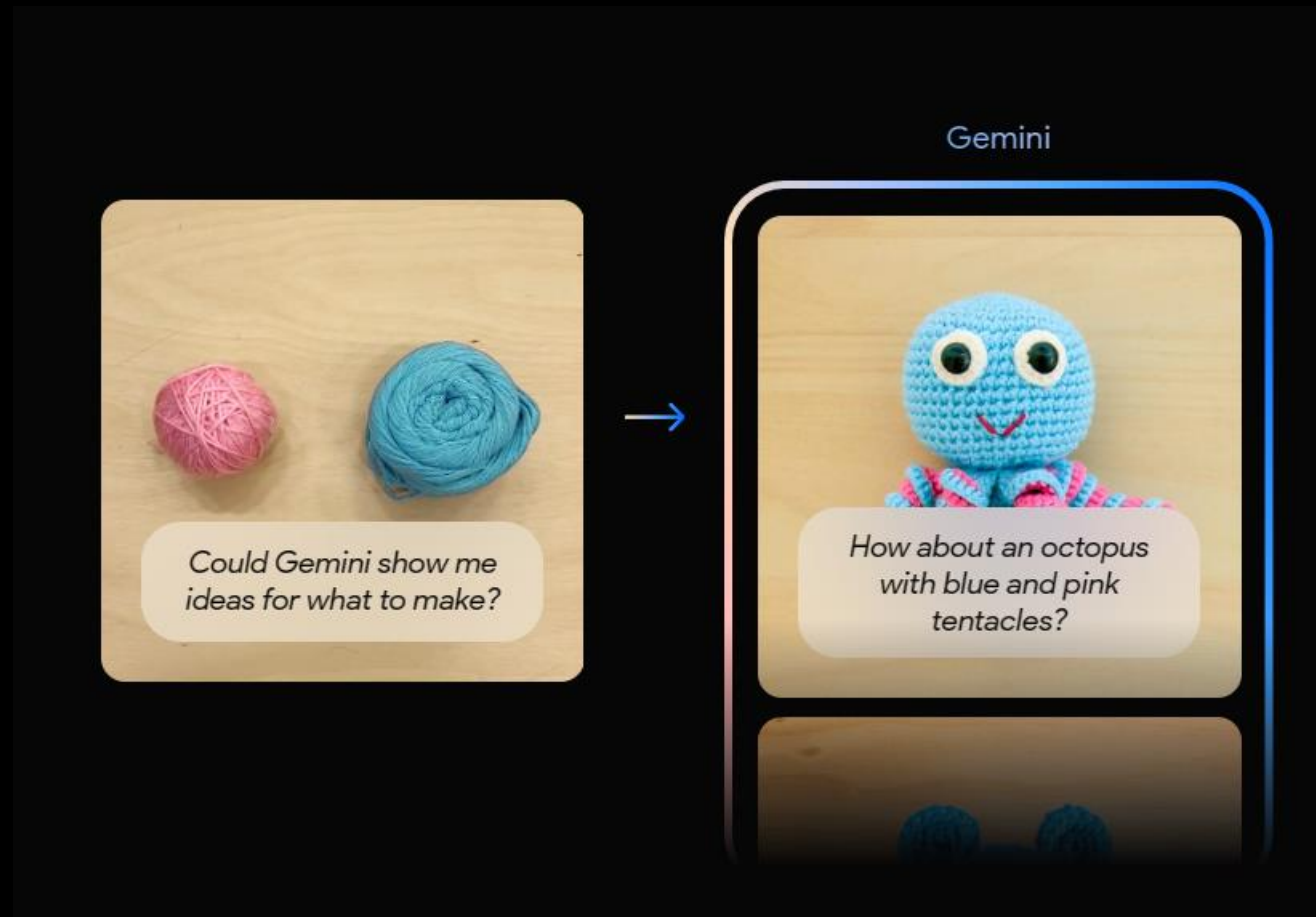 Could Gemini show me
ideas for what to make?
Gemini
How about an octopus
with blue and pink
tentacles?